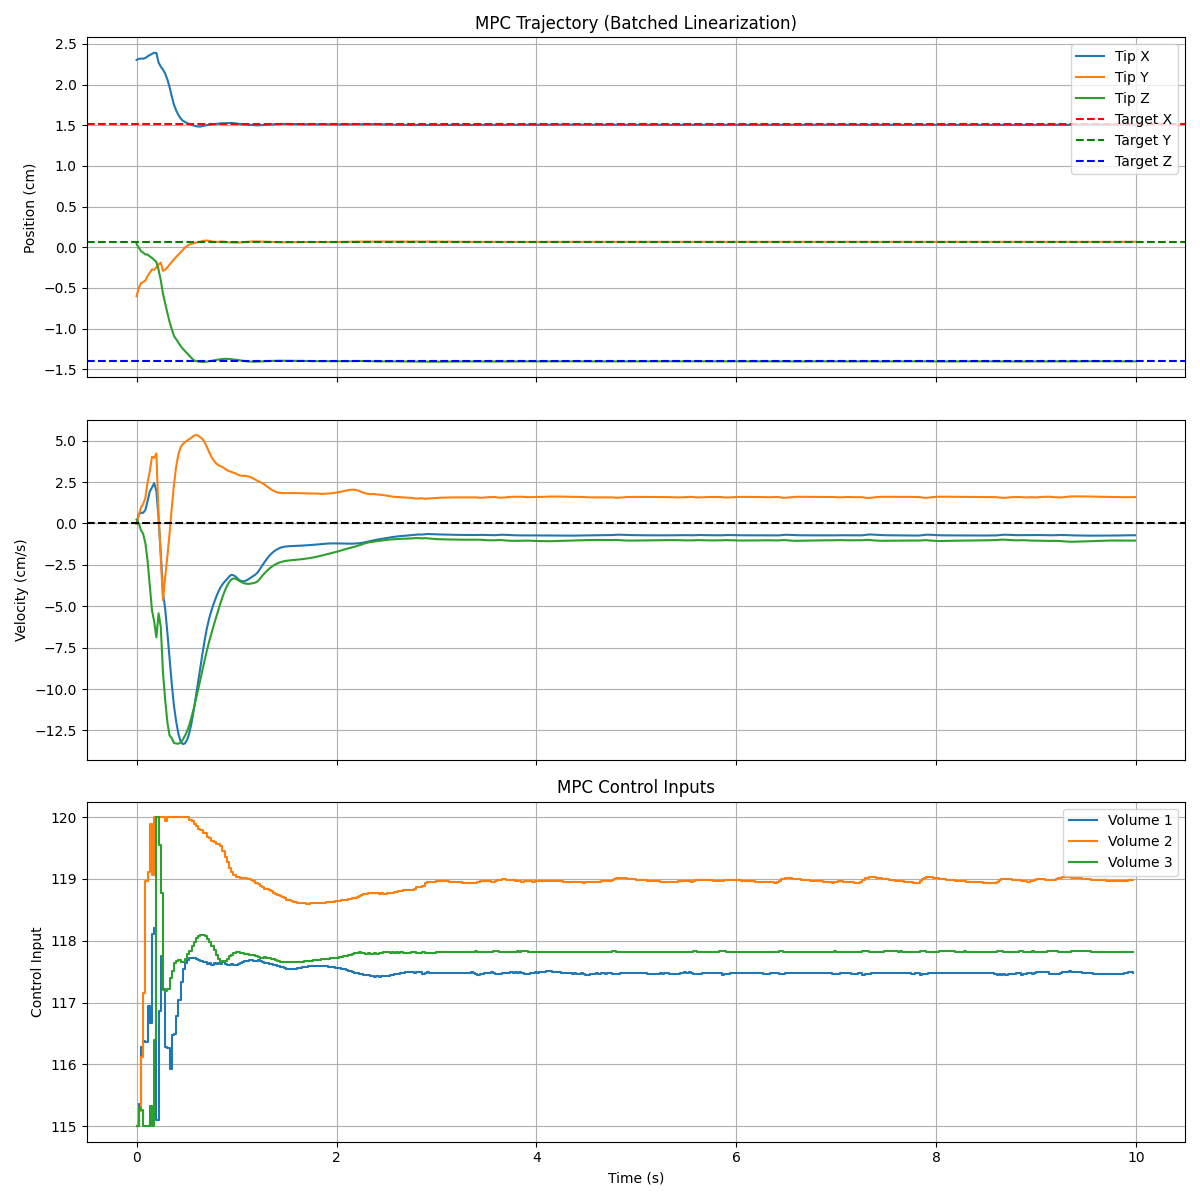 MPC Trajectory (Batched Linearization)
2.5
2.0
1.5
1.0
0.5
0.0
−0.5
−1.0
−1.5
Position (cm)
Tip X
Tip Y
Tip Z
Target X
Target Y
Target Z
5.0
2.5
0.0
−2.5
−5.0
−7.5
−10.0
−12.5
Velocity (cm/s)
MPC Control Inputs
120
119
118
117
116
115
Control Input
Volume 1
Volume 2
Volume 3
0 2 4 6 8 10
Time (s)